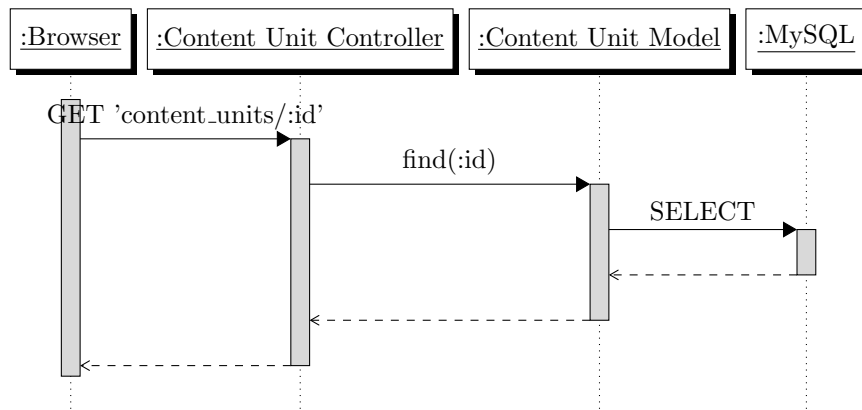 :Browser
:Content Unit Controller
:Content Unit Model
:MySQL
GET 'content_units/:id'
find(:id)
SELECT